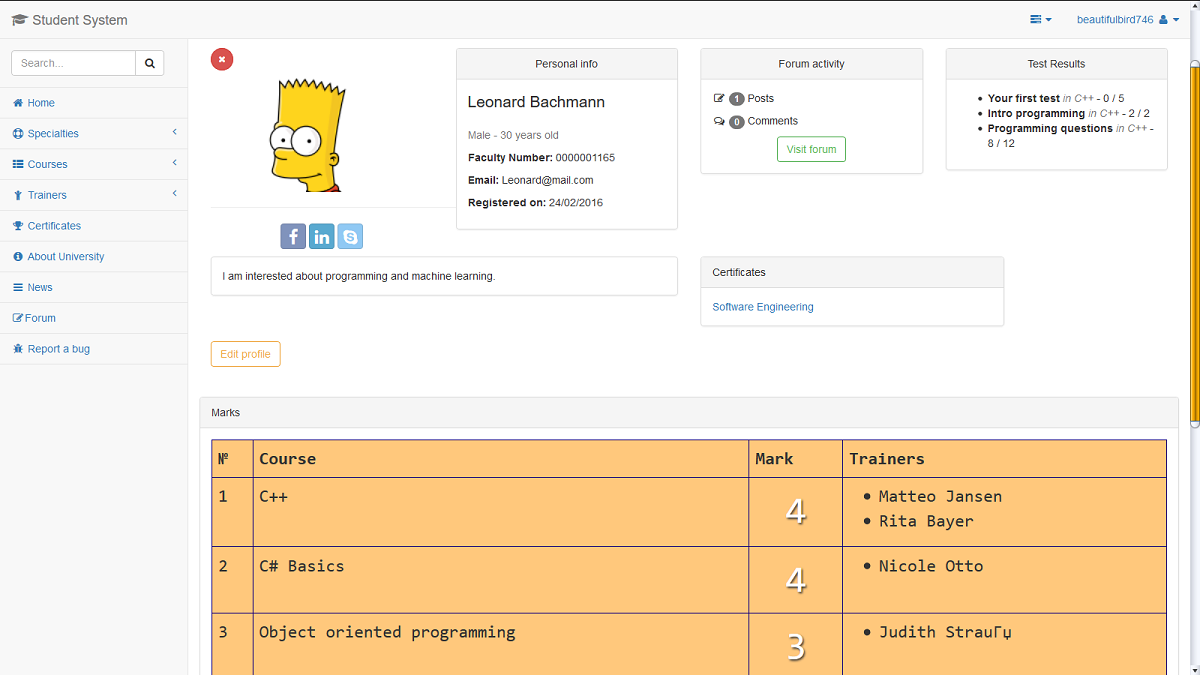 Student System
beautifulbird746
Search...
Home
Specialties
Courses
Trainers
Certificates
About University
News
Forum
Report a bug
Personal info
Leonard Bachmann
Male - 30 years old
Faculty Number: 0000001165
Email: Leonard@mail.com
Registered on: 24/02/2016
Forum activity
1 Posts
0 Comments
Visit forum
Test Results
Your first test in C++ - 0 / 5
Intro programming in C++ - 2 / 2
Programming questions in C++ -
8 / 12
I am interested about programming and machine learning.
Certificates
Software Engineering
Edit profile
Marks
№ Course Mark Trainers
1 C++ 4 Matteo Jansen
Rita Bayer
2 C# Basics 4 Nicole Otto
3 Object oriented programming 3 Judith StrauГџ